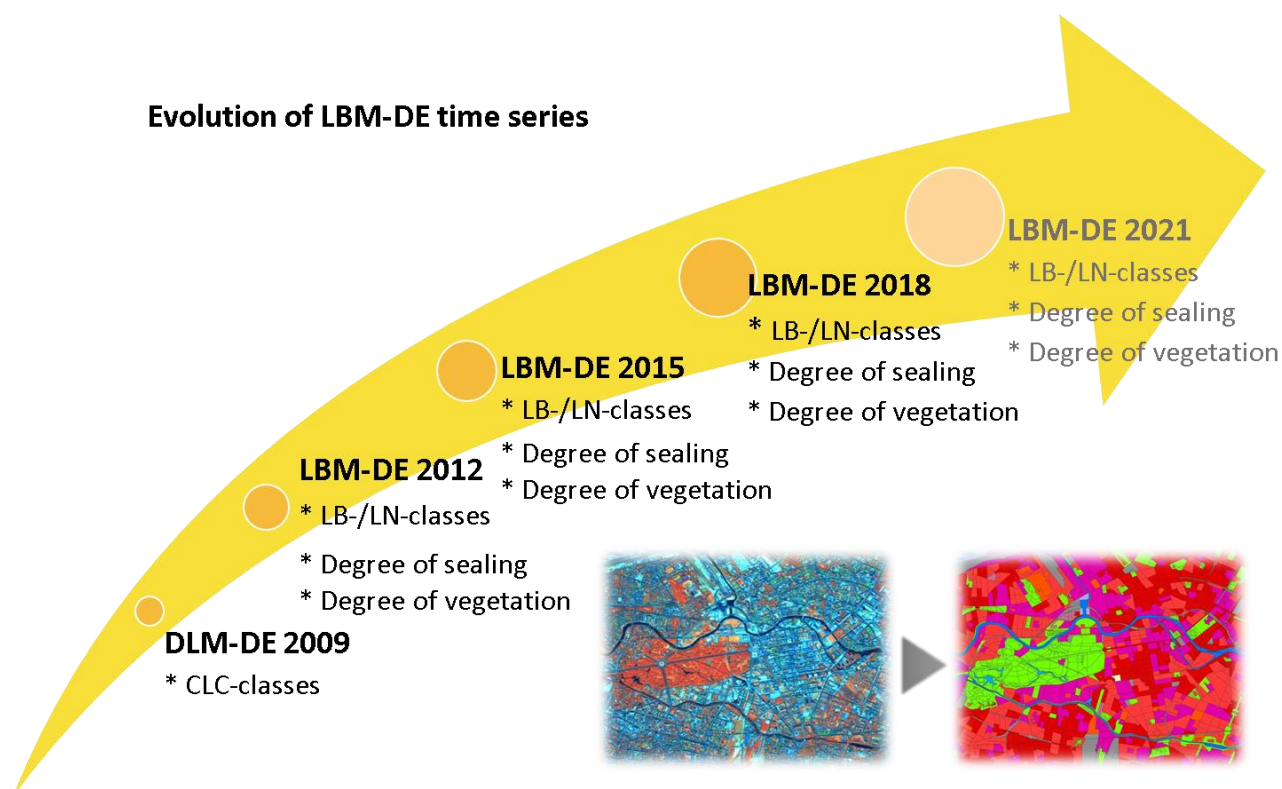 Evolution of LBM-DE time series
DLM-DE 2009
* CLC-classes
LBM-DE 2012
* LB-/LN-classes
* Degree of sealing
* Degree of vegetation
LBM-DE 2015
* LB-/LN-classes
* Degree of sealing
* Degree of vegetation
LBM-DE 2018
* LB-/LN-classes
* Degree of sealing
* Degree of vegetation
LBM-DE 2021
* LB-/LN-classes
* Degree of sealing
* Degree of vegetation